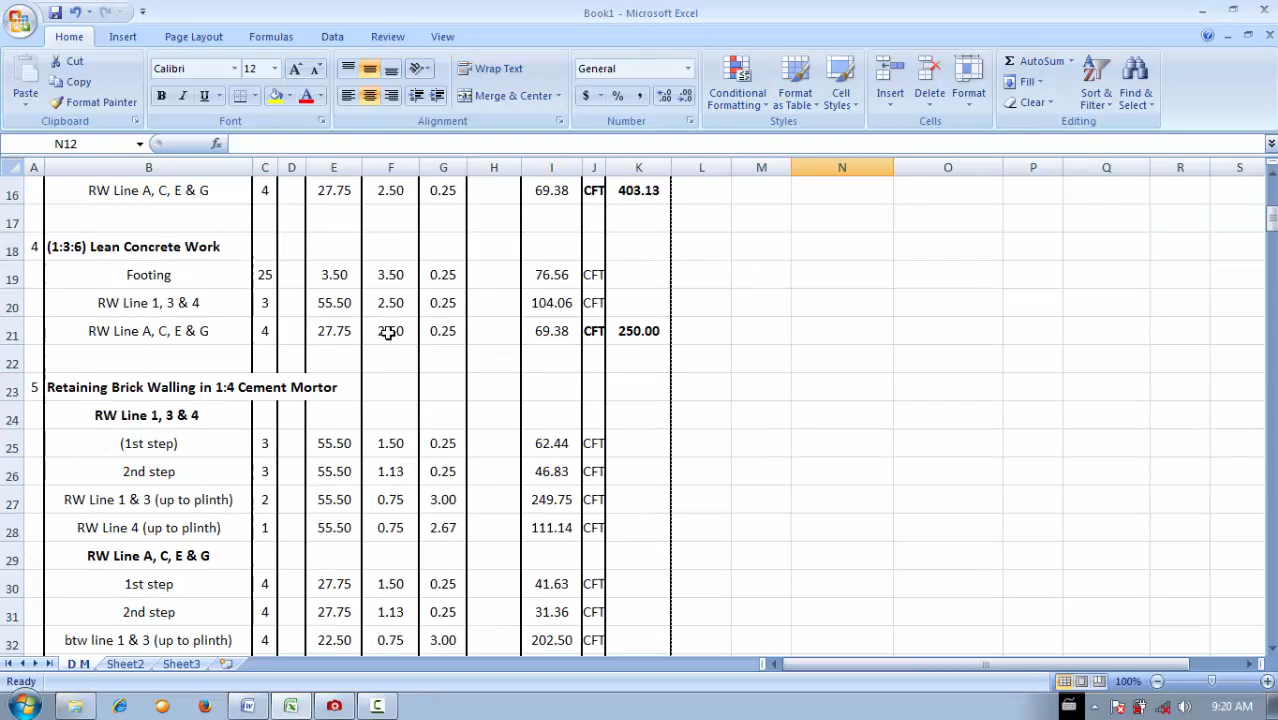 Book1 - Microsoft Excel
Home Insert Page Layout Formulas Data Review View
Paste
Cut
Copy
Format Painter
Clipboard
Calibri 12
B I U
Font
Wrap Text
Merge & Center
Alignment
General
$ % ,
Number
Conditional Formatting
Format as Table
Cell Styles
Styles
Insert Delete Format
Cells
Σ AutoSum
Fill
Clear
Sort & Filter
Find & Select
Editing
N12 fx
A B C D E F G H I J K L M N O P Q R S
16 RW Line A, C, E & G 4 27.75 2.50 0.25 69.38 CFT 403.13
17
18 4 (1:3:6) Lean Concrete Work
19 Footing 25 3.50 3.50 0.25 76.56 CFT
20 RW Line 1, 3 & 4 3 55.50 2.50 0.25 104.06 CFT
21 RW Line A, C, E & G 4 27.75 2.50 0.25 69.38 CFT 250.00
22
23 5 Retaining Brick Walling in 1:4 Cement Mortor
24 RW Line 1, 3 & 4
25 (1st step) 3 55.50 1.50 0.25 62.44 CFT
26 2nd step 3 55.50 1.13 0.25 46.83 CFT
27 RW Line 1 & 3 (up to plinth) 2 55.50 0.75 3.00 249.75 CFT
28 RW Line 4 (up to plinth) 1 55.50 0.75 2.67 111.14 CFT
29 RW Line A, C, E & G
30 1st step 4 27.75 1.50 0.25 41.63 CFT
31 2nd step 4 27.75 1.13 0.25 31.36 CFT
32 btw line 1 & 3 (up to plinth) 4 22.50 0.75 3.00 202.50 CFT
D M Sheet2 Sheet3
Ready 100%
9:20 AM